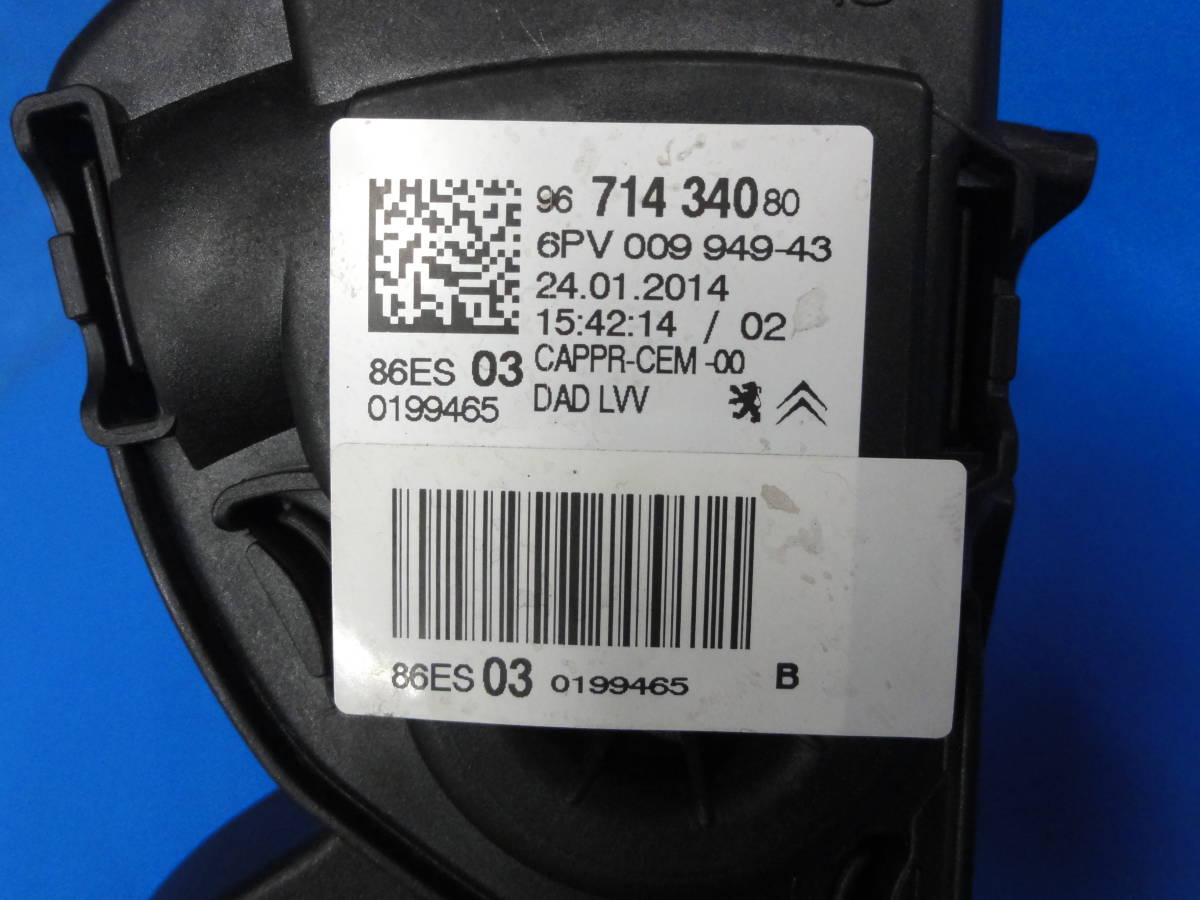 96 714 340 80
6PV 009 949-43
24.01.2014
15:42:14 / 02
86ES 03 CAPPR-CEM -00
0199465 DAD LVV
86ES 03 0199465 B